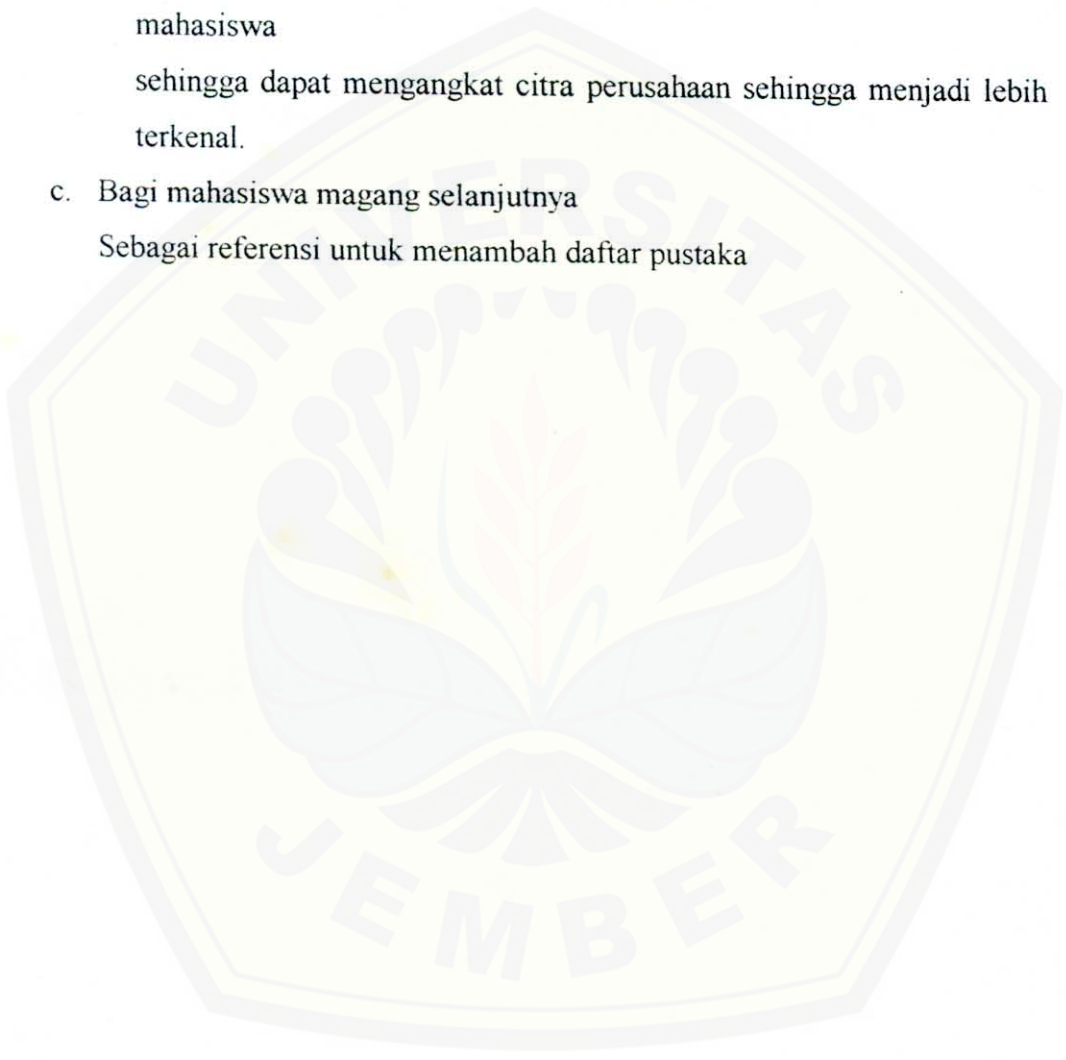 mahasiswa
sehingga dapat mengangkat citra perusahaan sehingga menjadi lebih
terkenal.
c. Bagi mahasiswa magang selanjutnya
Sebagai referensi untuk menambah daftar pustaka
UNIVERSITAS
JEMBER